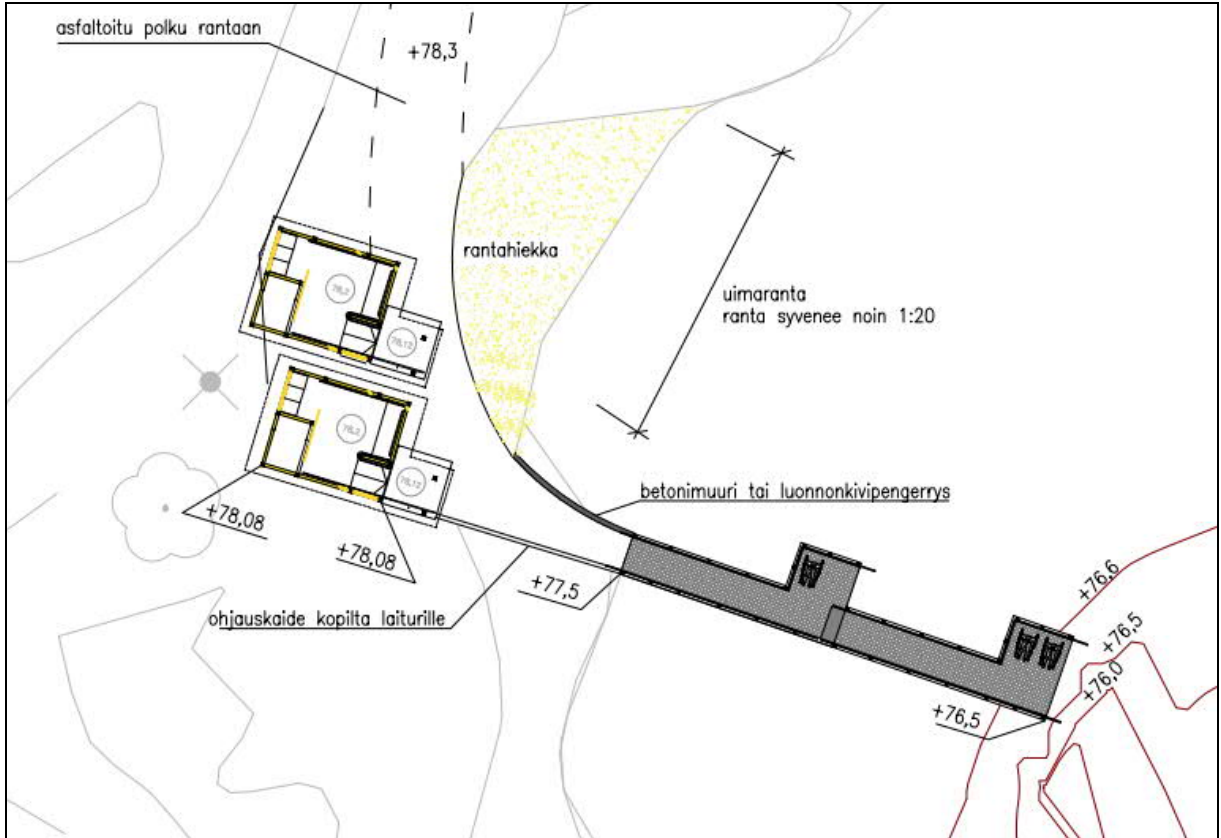 asfaltoitu polku rantaan
+78,3
rantahiekka
uimaranta
ranta syvenee noin 1:20
betonimuuri tai luonnonkivipengerrys
+78,08
+78,08
+77,5
ohjauskaide kopilta laiturille
+76,6
+76,5
+76,0
+76,5